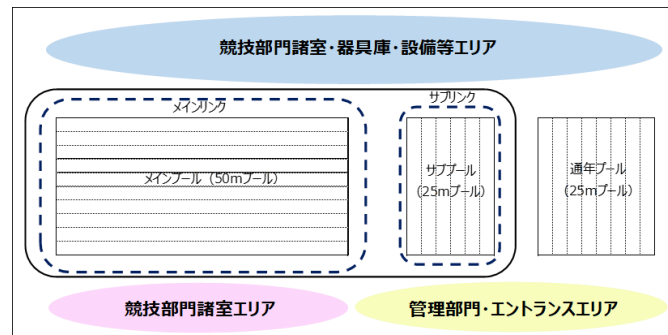 競技部門諸室・器具庫・設備等エリア
メインリンク
サブリンク
メインプール（50mプール）
サブプール
（25mプール）
通年プール
（25mプール）
競技部門諸室エリア
管理部門・エントランスエリア